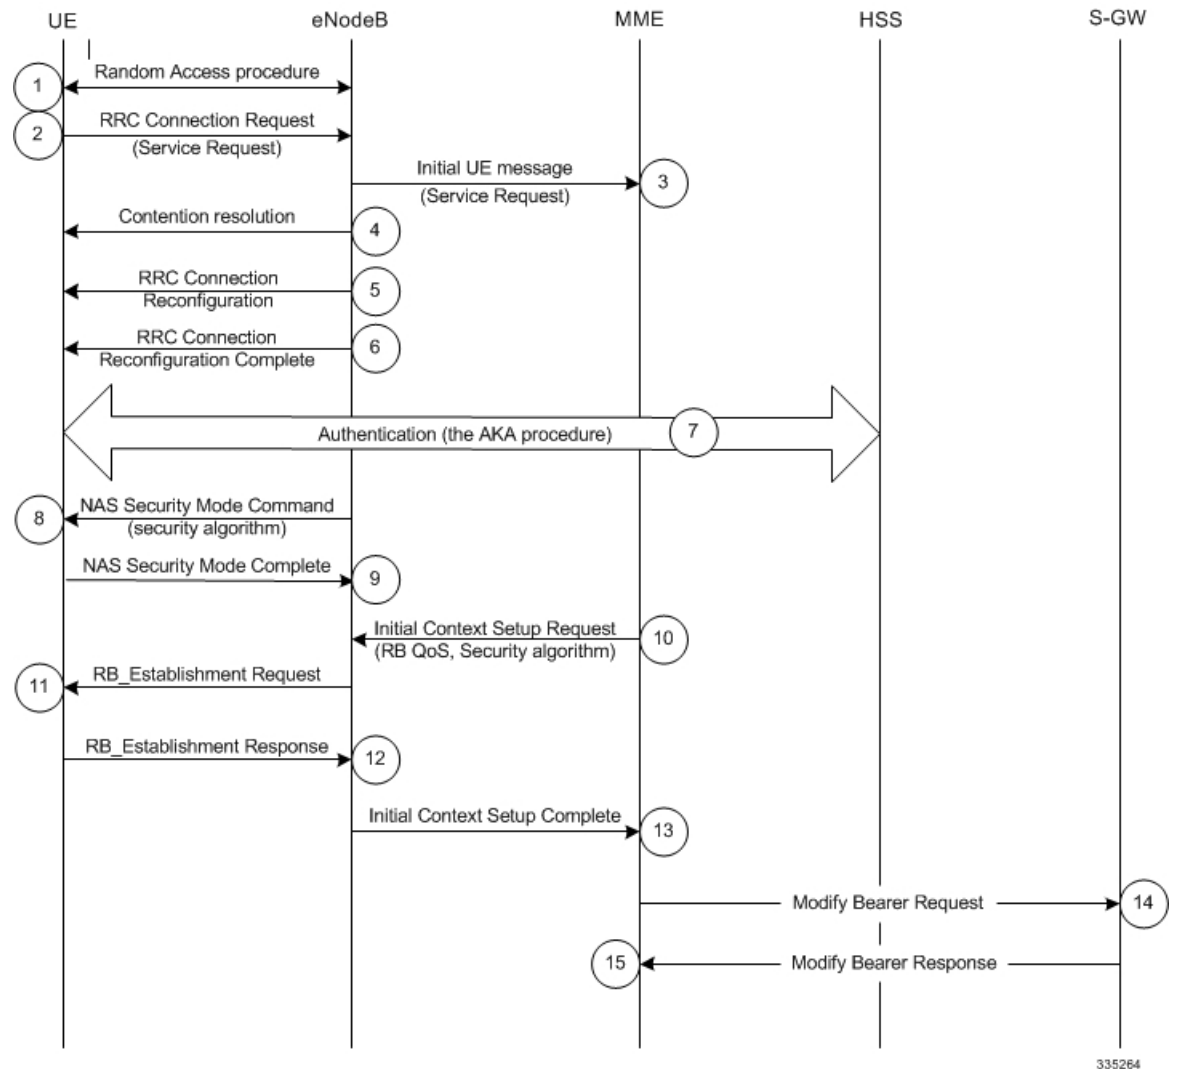 UE eNodeB MME HSS S-GW
Random Access procedure
1
RRC Connection Request
2
(Service Request)
Initial UE message
3
(Service Request)
Contention resolution
4
RRC Connection
5
Reconfiguration
RRC Connection
6
Reconfiguration Complete
Authentication (the AKA procedure) 7
NAS Security Mode Command
8
(security algorithm)
NAS Security Mode Complete
9
Initial Context Setup Request
10
(RB QoS, Security algorithm)
RB_Establishment Request
11
RB_Establishment Response
12
Initial Context Setup Complete
13
Modify Bearer Request 14
15 Modify Bearer Response
335264